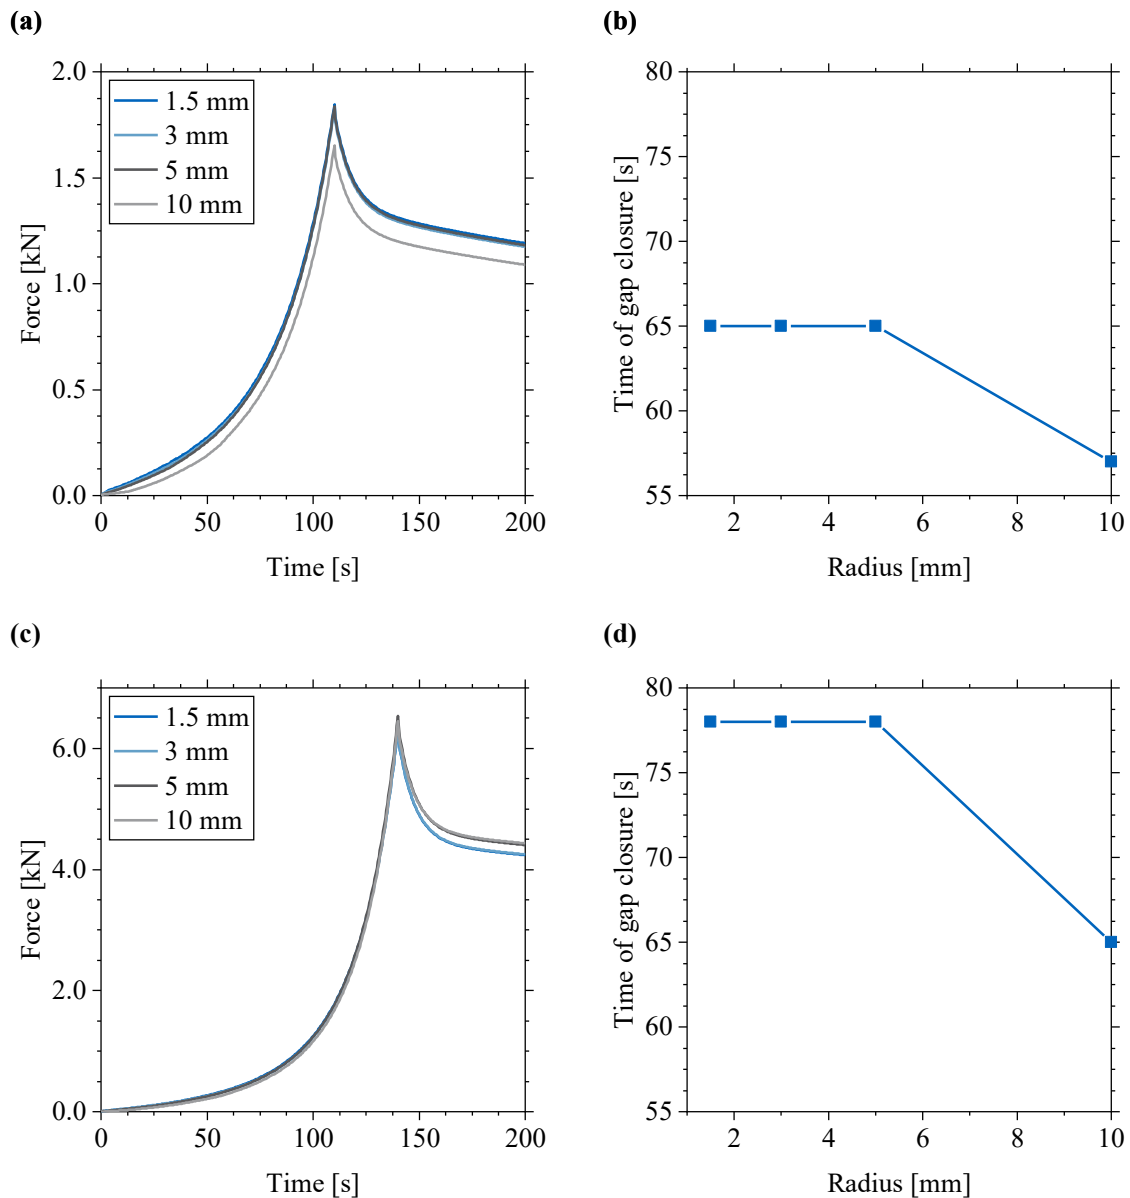 (a)
2.0
1.5
1.0
0.5
0.0
Force [kN]
1.5 mm
3 mm
5 mm
10 mm
0 50 100 150 200
Time [s]
(b)
80
75
70
65
60
55
Time of gap closure [s]
2 4 6 8 10
Radius [mm]
(c)
6.0
4.0
2.0
0.0
Force [kN]
1.5 mm
3 mm
5 mm
10 mm
0 50 100 150 200
Time [s]
(d)
80
75
70
65
60
55
Time of gap closure [s]
2 4 6 8 10
Radius [mm]